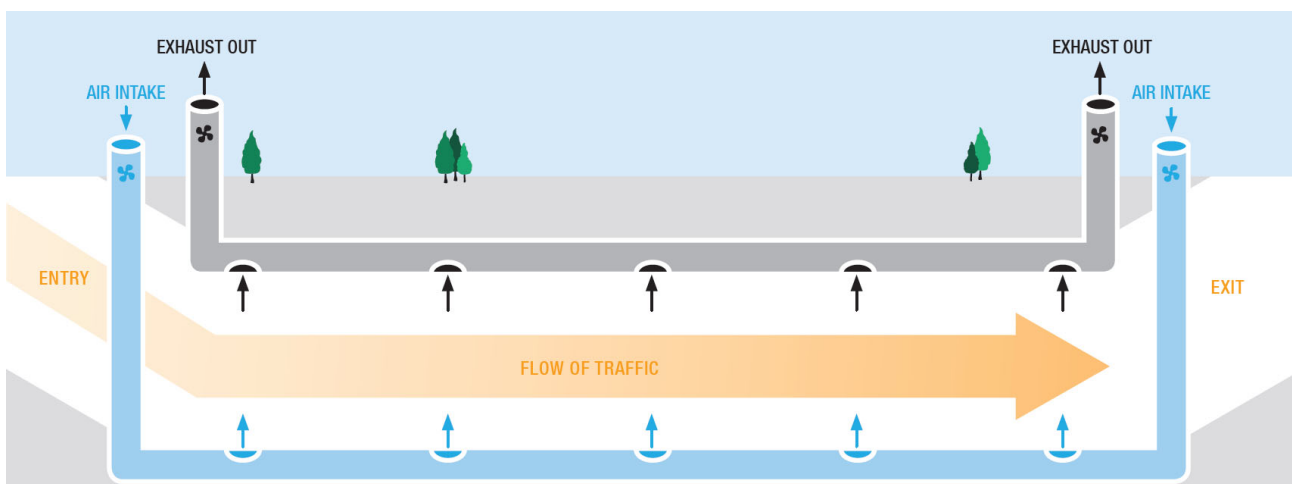 EXHAUST OUT
EXHAUST OUT
AIR INTAKE
AIR INTAKE
ENTRY
EXIT
FLOW OF TRAFFIC